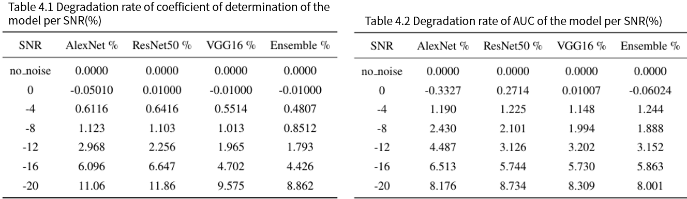 Table 4.1 Degradation rate of coefficient of determination of the
model per SNR(%)
SNR AlexNet % ResNet50 % VGG16 % Ensemble %
no_noise 0.0000 0.0000 0.0000 0.0000
0 -0.05010 0.01000 -0.01000 -0.01000
-4 0.6116 0.6416 0.5514 0.4807
-8 1.123 1.103 1.013 0.8512
-12 2.968 2.256 1.965 1.793
-16 6.096 6.647 4.702 4.426
-20 11.06 11.86 9.575 8.862
Table 4.2 Degradation rate of AUC of the model per SNR(%)
SNR AlexNet % ResNet50 % VGG16 % Ensemble %
no_noise 0.0000 0.0000 0.0000 0.0000
0 -0.3327 0.2714 0.01007 -0.06024
-4 1.190 1.225 1.148 1.244
-8 2.430 2.101 1.994 1.888
-12 4.487 3.126 3.202 3.152
-16 6.513 5.744 5.730 5.863
-20 8.176 8.734 8.309 8.001